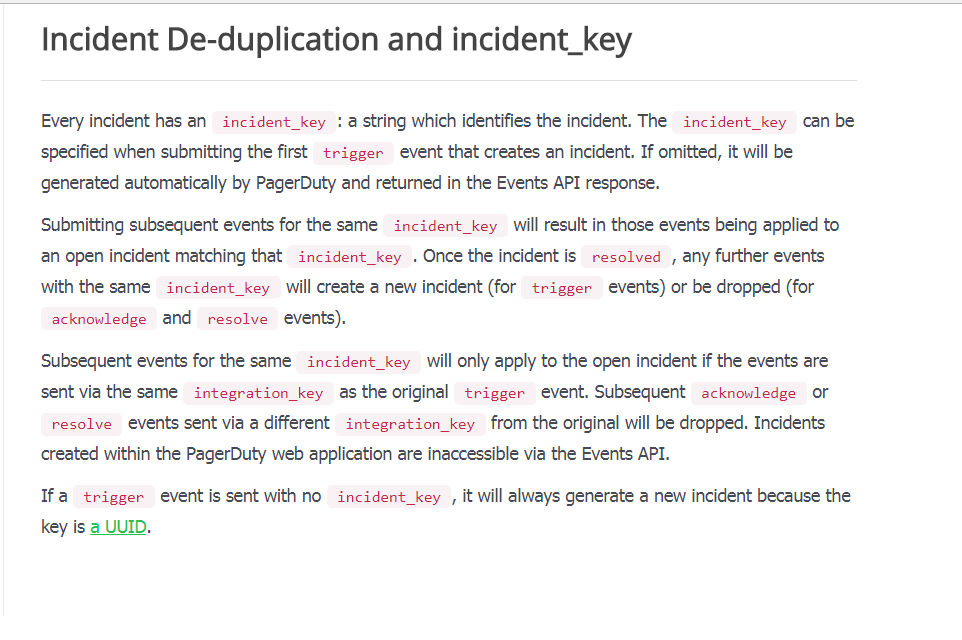 Incident De-duplication and incident_key
Every incident has an incident_key : a string which identifies the incident. The incident_key can be
specified when submitting the first trigger event that creates an incident. If omitted, it will be
generated automatically by PagerDuty and returned in the Events API response.
Submitting subsequent events for the same incident_key will result in those events being applied to
an open incident matching that incident_key . Once the incident is resolved , any further events
with the same incident_key will create a new incident (for trigger events) or be dropped (for
acknowledge and resolve events).
Subsequent events for the same incident_key will only apply to the open incident if the events are
sent via the same integration_key as the original trigger event. Subsequent acknowledge or
resolve events sent via a different integration_key from the original will be dropped. Incidents
created within the PagerDuty web application are inaccessible via the Events API.
If a trigger event is sent with no incident_key , it will always generate a new incident because the
key is a UUID.